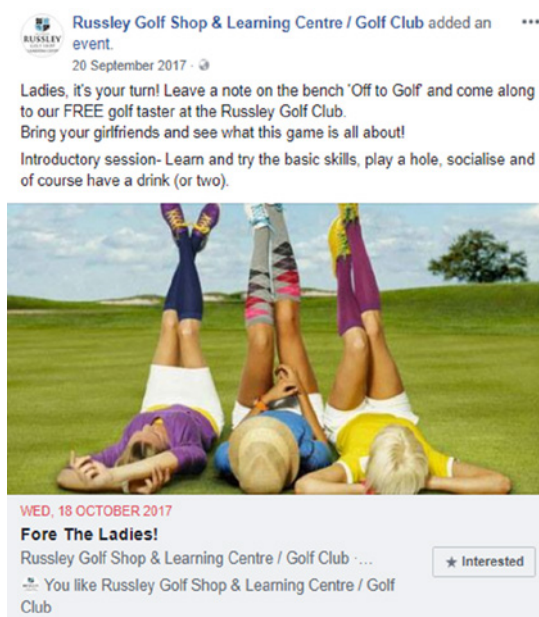 RUSSLEY
Russley Golf Shop & Learning Centre / Golf Club added an
event.
20 September 2017 ·
Ladies, it's your turn! Leave a note on the bench 'Off to Golf' and come along
to our FREE golf taster at the Russley Golf Club.
Bring your girlfriends and see what this game is all about!
Introductory session- Learn and try the basic skills, play a hole, socialise and
of course have a drink (or two).
WED, 18 OCTOBER 2017
Fore The Ladies!
Russley Golf Shop & Learning Centre / Golf Club ·...
★ Interested
You like Russley Golf Shop & Learning Centre / Golf
Club